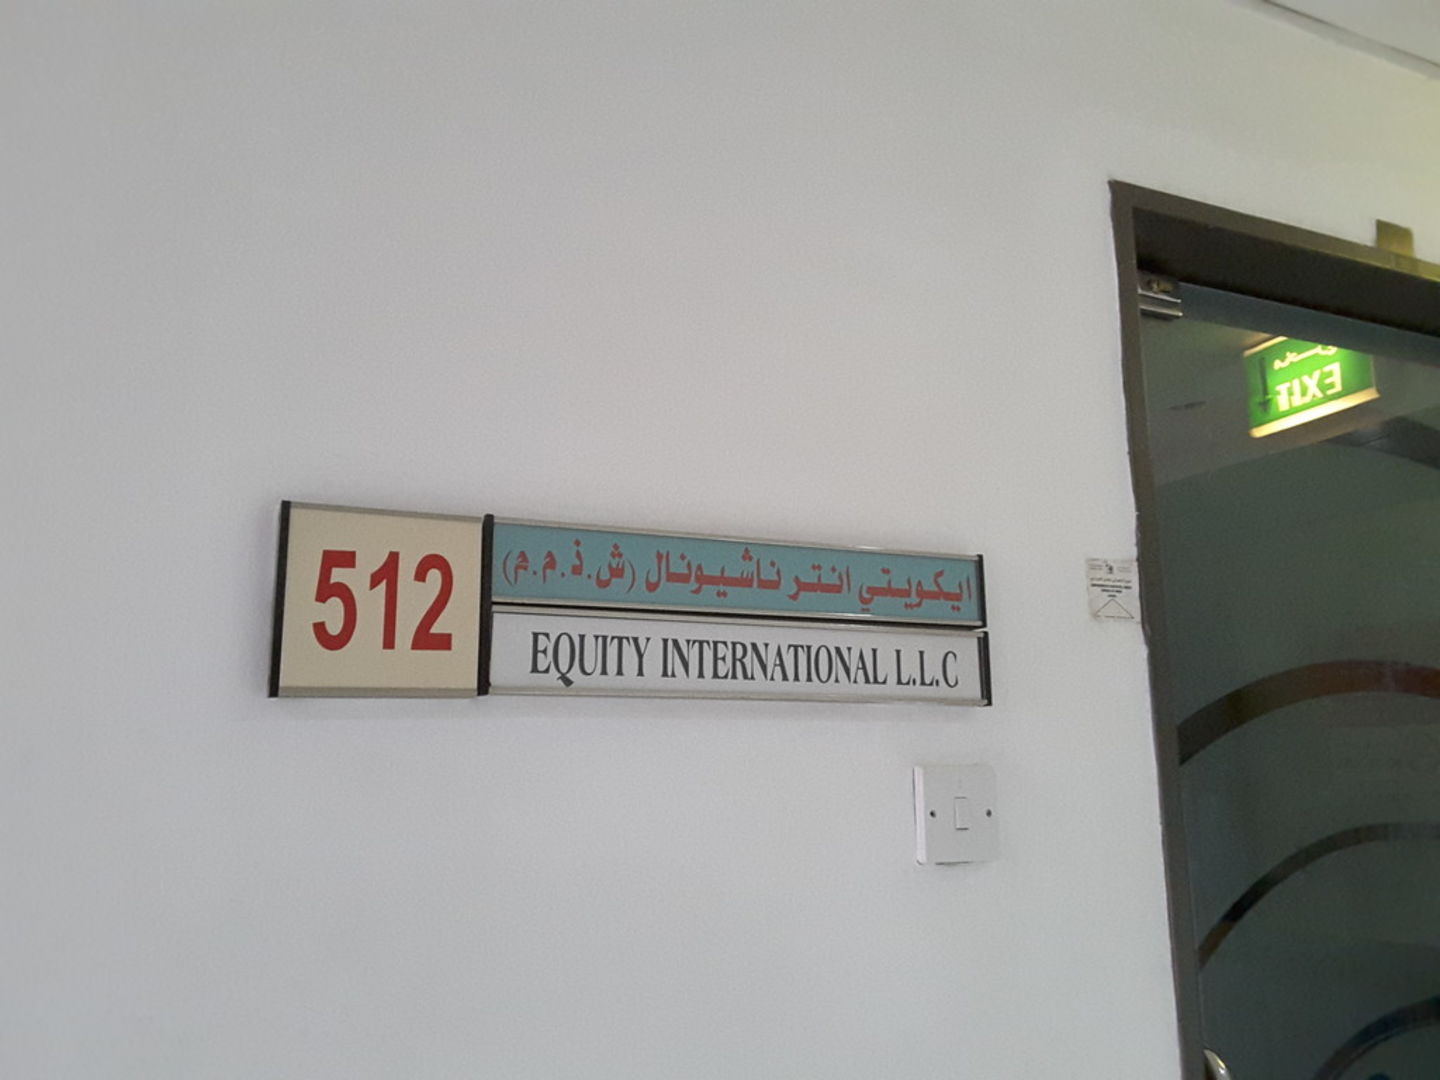 512
ايكويتي انترناشيونال (ش.ذ.م.م)
EQUITY INTERNATIONAL L.L.C
EXIT